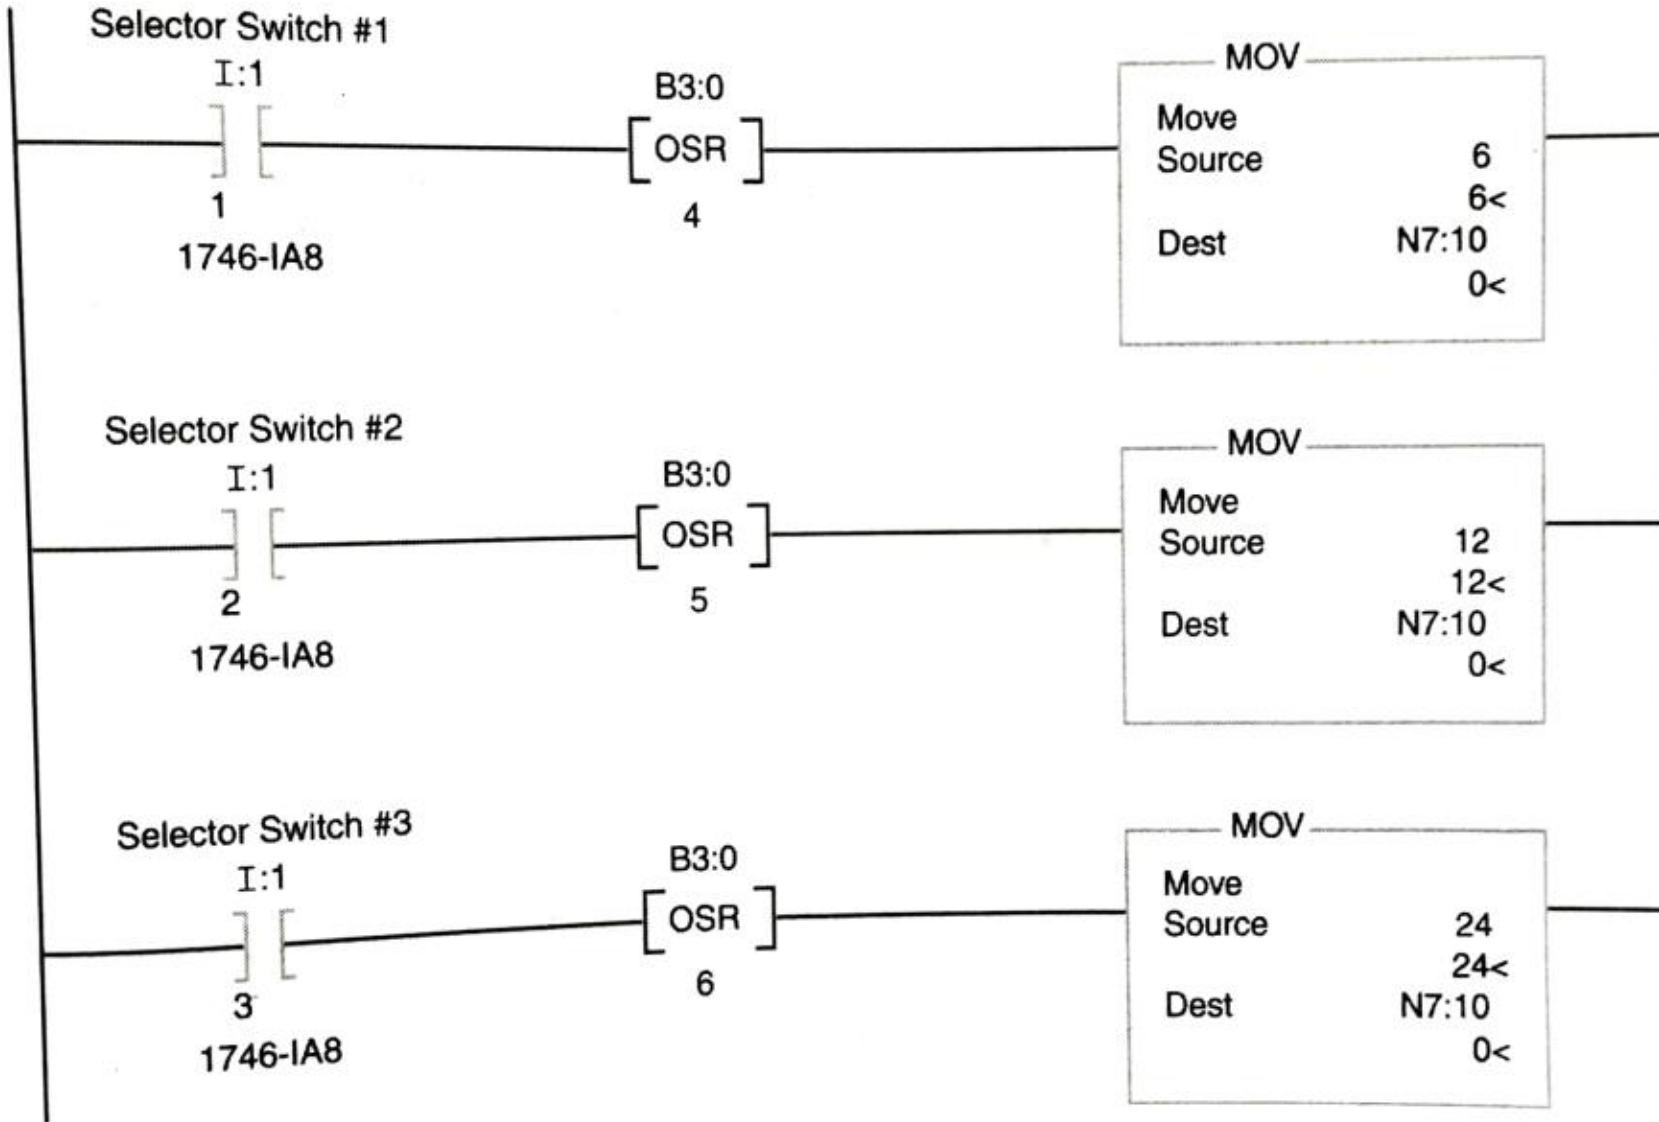 Selector Switch #1
I:1
1
1746-IA8
B3:0
OSR
4
MOV
Move
Source 6
6<
Dest N7:10
0<
Selector Switch #2
I:1
2
1746-IA8
B3:0
OSR
5
MOV
Move
Source 12
12<
Dest N7:10
0<
Selector Switch #3
I:1
3
1746-IA8
B3:0
OSR
6
MOV
Move
Source 24
24<
Dest N7:10
0<